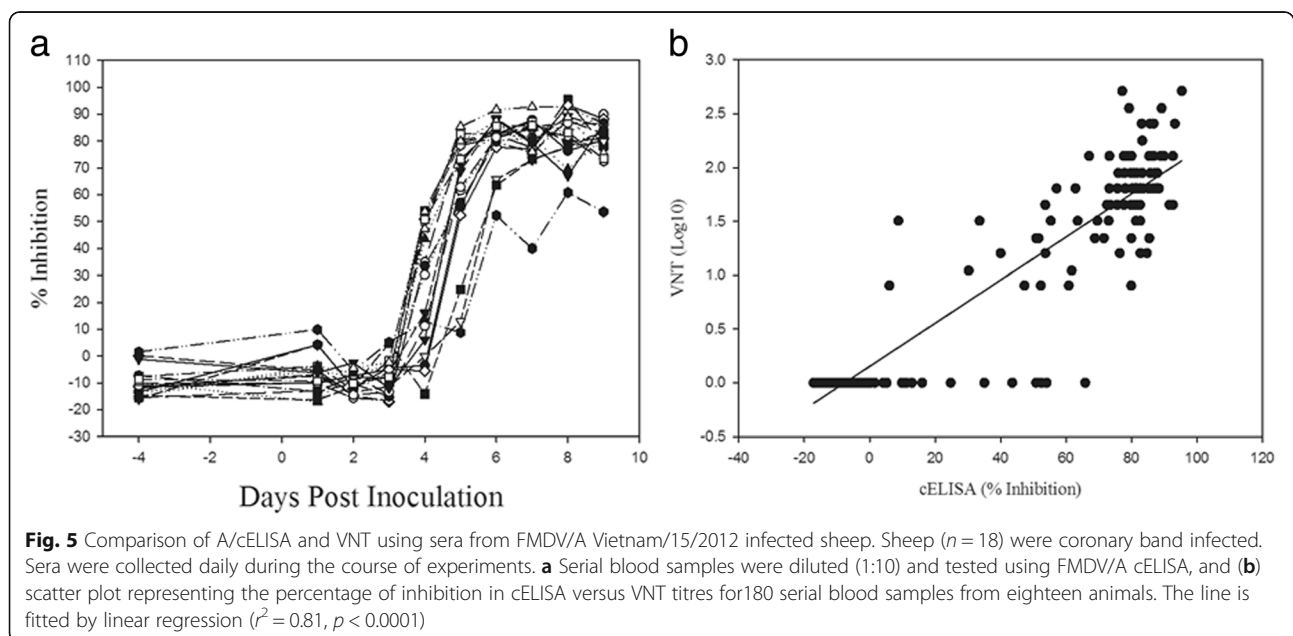 a
b
110
100
90
80
70
60
50
40
30
20
10
0
-10
-20
-30
% Inhibition
-4 -2 0 2 4 6 8 10
Days Post Inoculation
3.0
2.5
2.0
1.5
1.0
0.5
0.0
-0.5
VNT (Log10)
-40 -20 0 20 40 60 80 100 120
cELISA (% Inhibition)
Fig. 5 Comparison of A/cELISA and VNT using sera from FMDV/A Vietnam/15/2012 infected sheep. Sheep (n = 18) were coronary band infected.
Sera were collected daily during the course of experiments. a Serial blood samples were diluted (1:10) and tested using FMDV/A cELISA, and (b)
scatter plot representing the percentage of inhibition in cELISA versus VNT titres for180 serial blood samples from eighteen animals. The line is
fitted by linear regression (r² = 0.81, p < 0.0001)